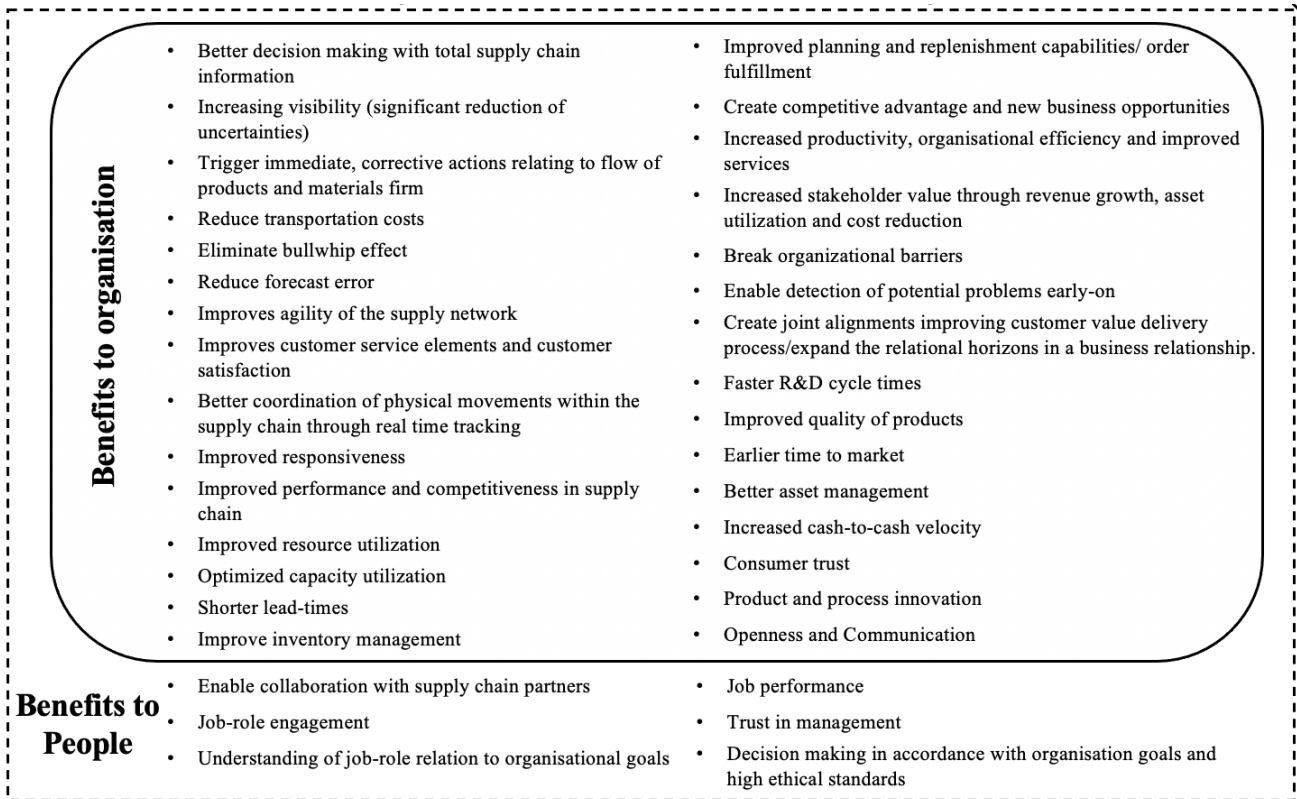 Benefits to organisation
• Better decision making with total supply chain
information
• Increasing visibility (significant reduction of
uncertainties)
• Trigger immediate, corrective actions relating to flow of
products and materials firm
• Reduce transportation costs
• Eliminate bullwhip effect
• Reduce forecast error
• Improves agility of the supply network
• Improves customer service elements and customer
satisfaction
• Better coordination of physical movements within the
supply chain through real time tracking
• Improved responsiveness
• Improved performance and competitiveness in supply
chain
• Improved resource utilization
• Optimized capacity utilization
• Shorter lead-times
• Improve inventory management
• Improved planning and replenishment capabilities/ order
fulfillment
• Create competitive advantage and new business opportunities
• Increased productivity, organisational efficiency and improved
services
• Increased stakeholder value through revenue growth, asset
utilization and cost reduction
• Break organizational barriers
• Enable detection of potential problems early-on
• Create joint alignments improving customer value delivery
process/expand the relational horizons in a business relationship.
• Faster R&D cycle times
• Improved quality of products
• Earlier time to market
• Better asset management
• Increased cash-to-cash velocity
• Consumer trust
• Product and process innovation
• Openness and Communication
Benefits to
People
• Enable collaboration with supply chain partners
• Job-role engagement
• Understanding of job-role relation to organisational goals
• Job performance
• Trust in management
• Decision making in accordance with organisation goals and
high ethical standards